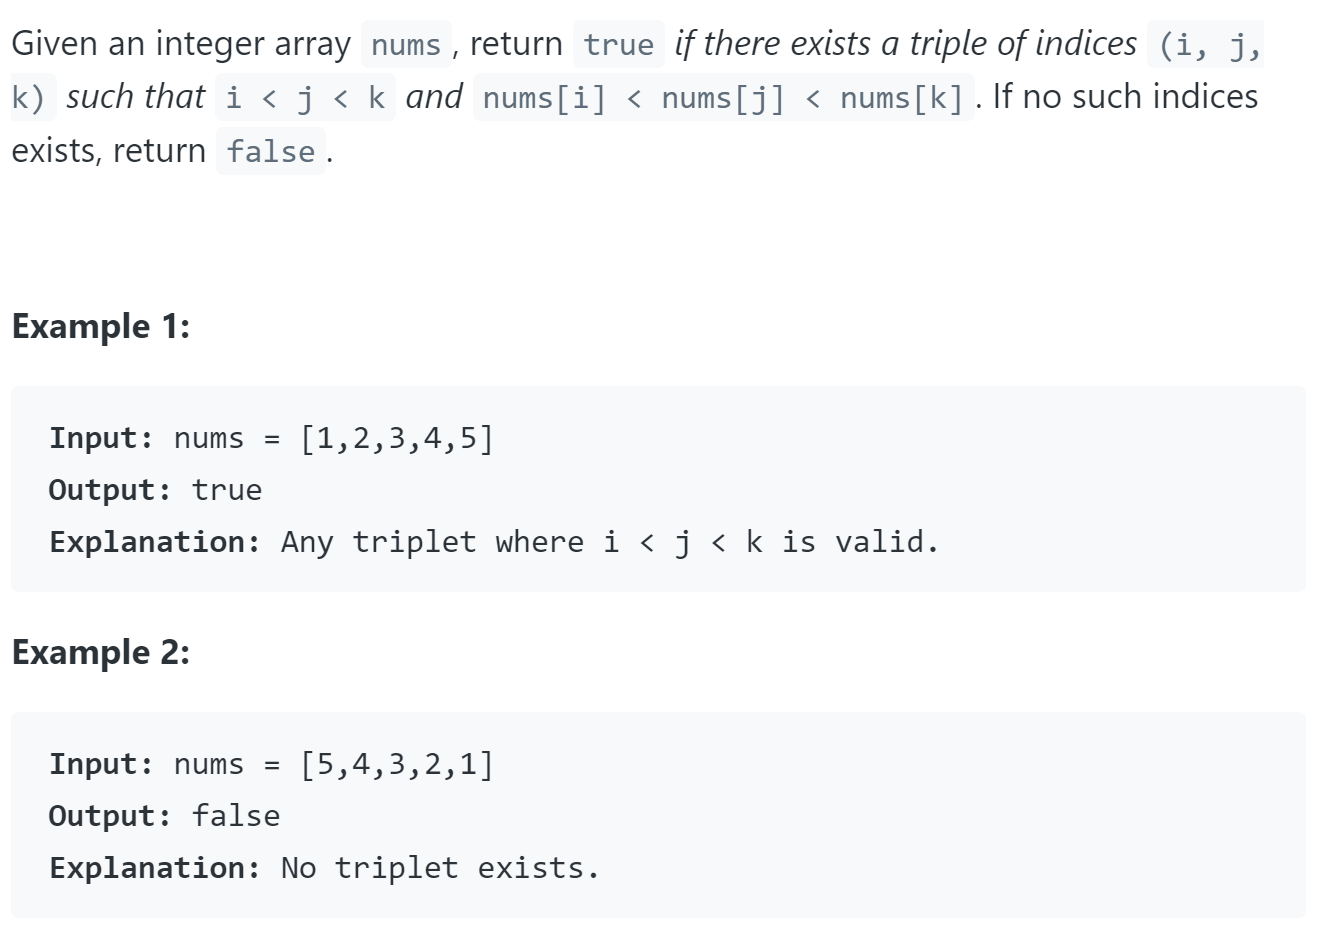 Given an integer array nums, return true if there exists a triple of indices (i, j,
k) such that i < j < k and nums[i] < nums[j] < nums[k]. If no such indices
exists, return false.
Example 1:
Input: nums = [1,2,3,4,5]
Output: true
Explanation: Any triplet where i < j < k is valid.
Example 2:
Input: nums = [5,4,3,2,1]
Output: false
Explanation: No triplet exists.